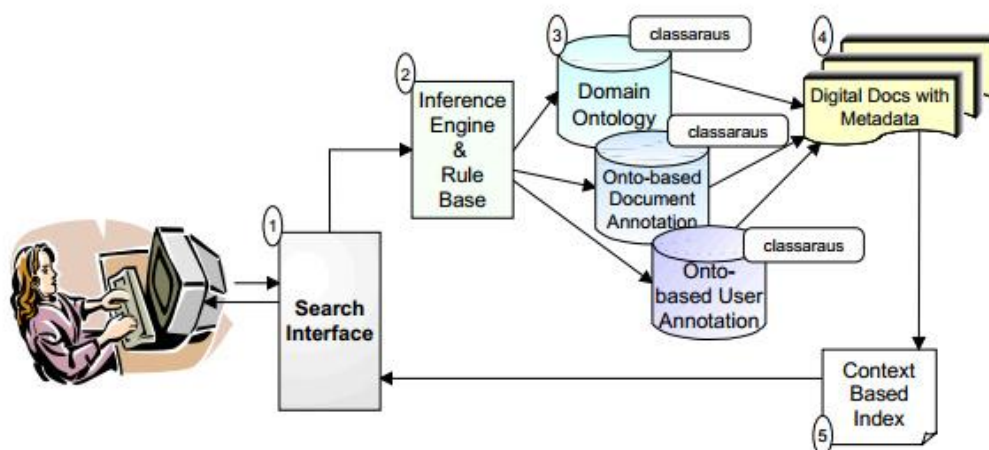 1
Search
Interface
2
Inference
Engine
&
Rule
Base
3
classaraus
Domain
Ontology
classaraus
Onto-based
Document
Annotation
classaraus
Onto-
based User
Annotation
4
Digital Docs with
Metadata
Context
Based
Index
5